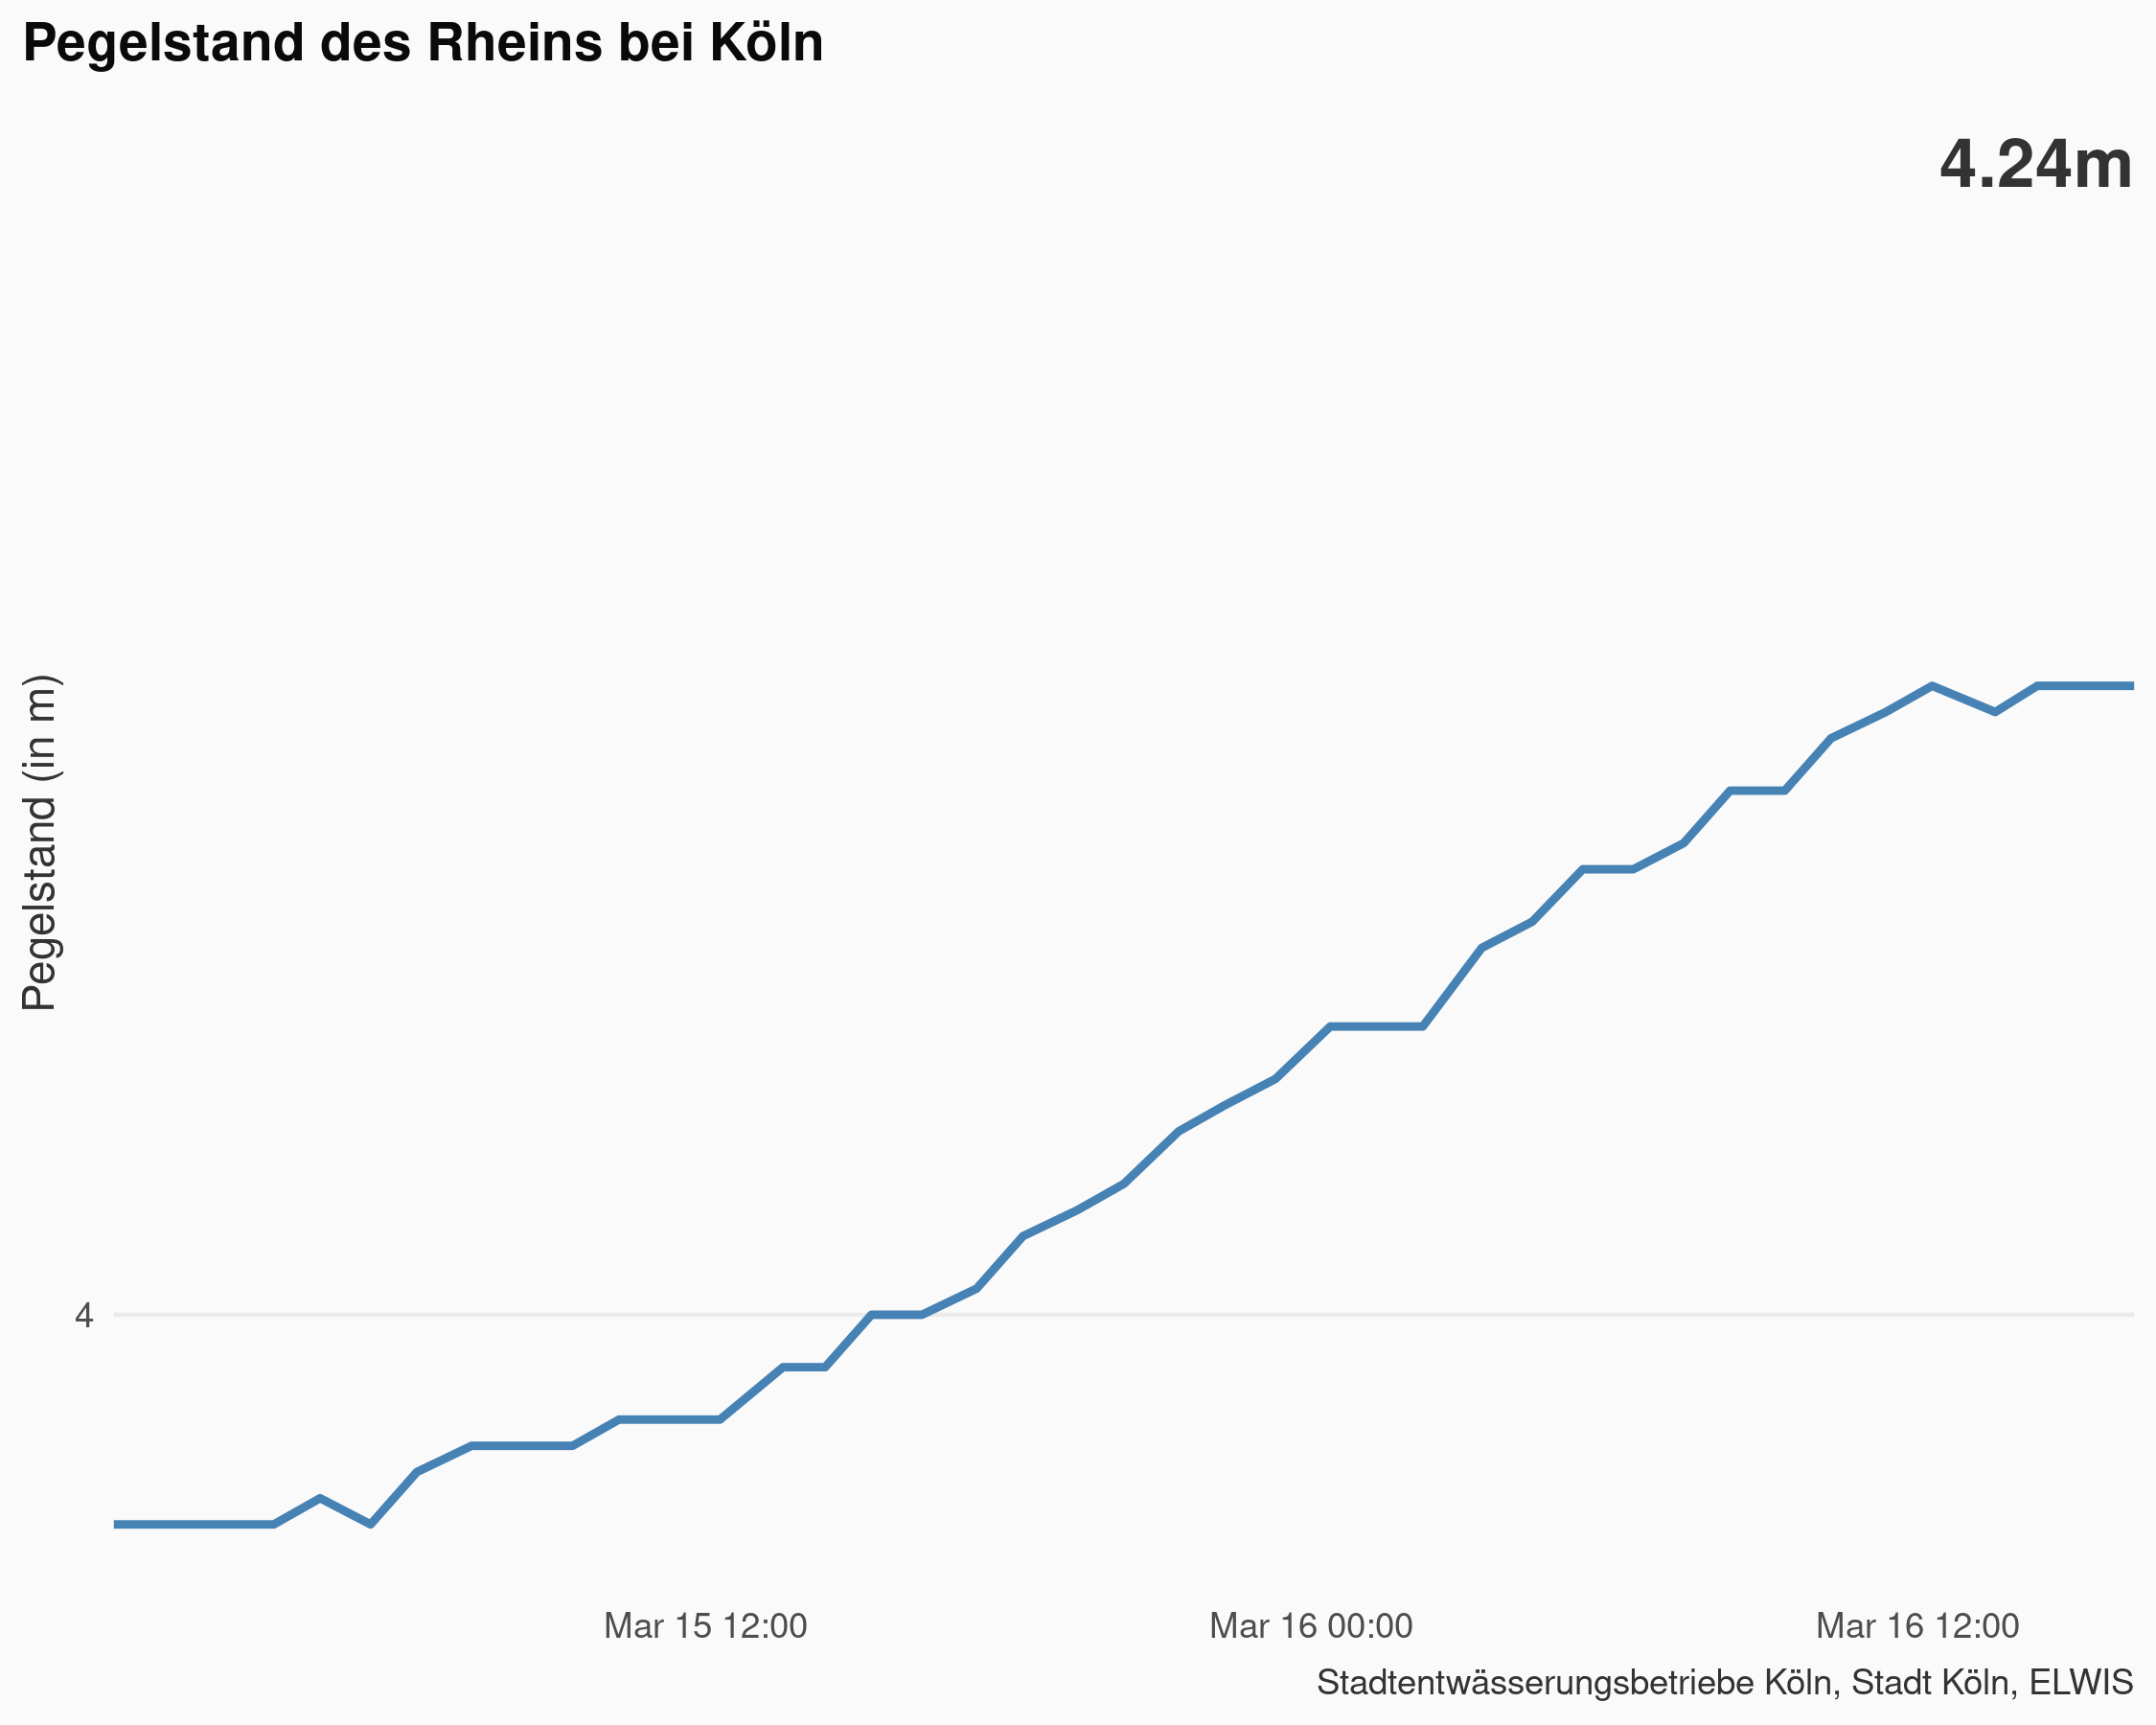 Pegelstand des Rheins bei Köln
4.24m
Pegelstand (in m)
4
Mar 15 12:00
Mar 16 00:00
Mar 16 12:00
Stadtentwässerungsbetriebe Köln, Stadt Köln, ELWIS